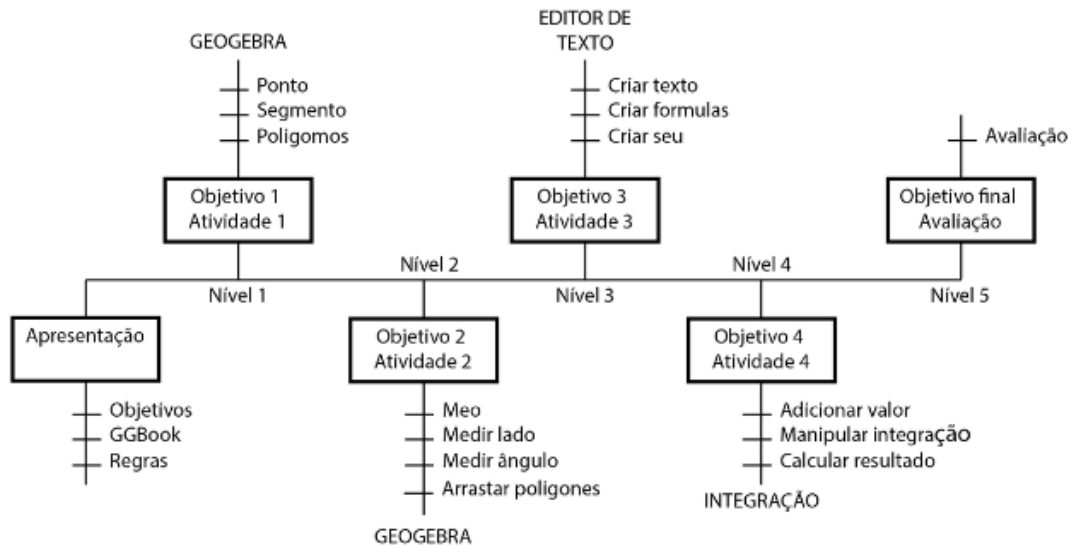 GEOGEBRA
Ponto
Segmento
Poligomos
Objetivo 1
Atividade 1
EDITOR DE
TEXTO
Criar texto
Criar formulas
Criar seu
Objetivo 3
Atividade 3
Avaliação
Objetivo final
Avaliação
Nível 1
Nível 2
Nível 3
Nível 4
Nível 5
Apresentação
Objetivos
GGBook
Regras
Objetivo 2
Atividade 2
Meo
Medir lado
Medir ângulo
Arrastar poligones
GEOGEBRA
Objetivo 4
Atividade 4
Adicionar valor
Manipular integração
Calcular resultado
INTEGRAÇÃO